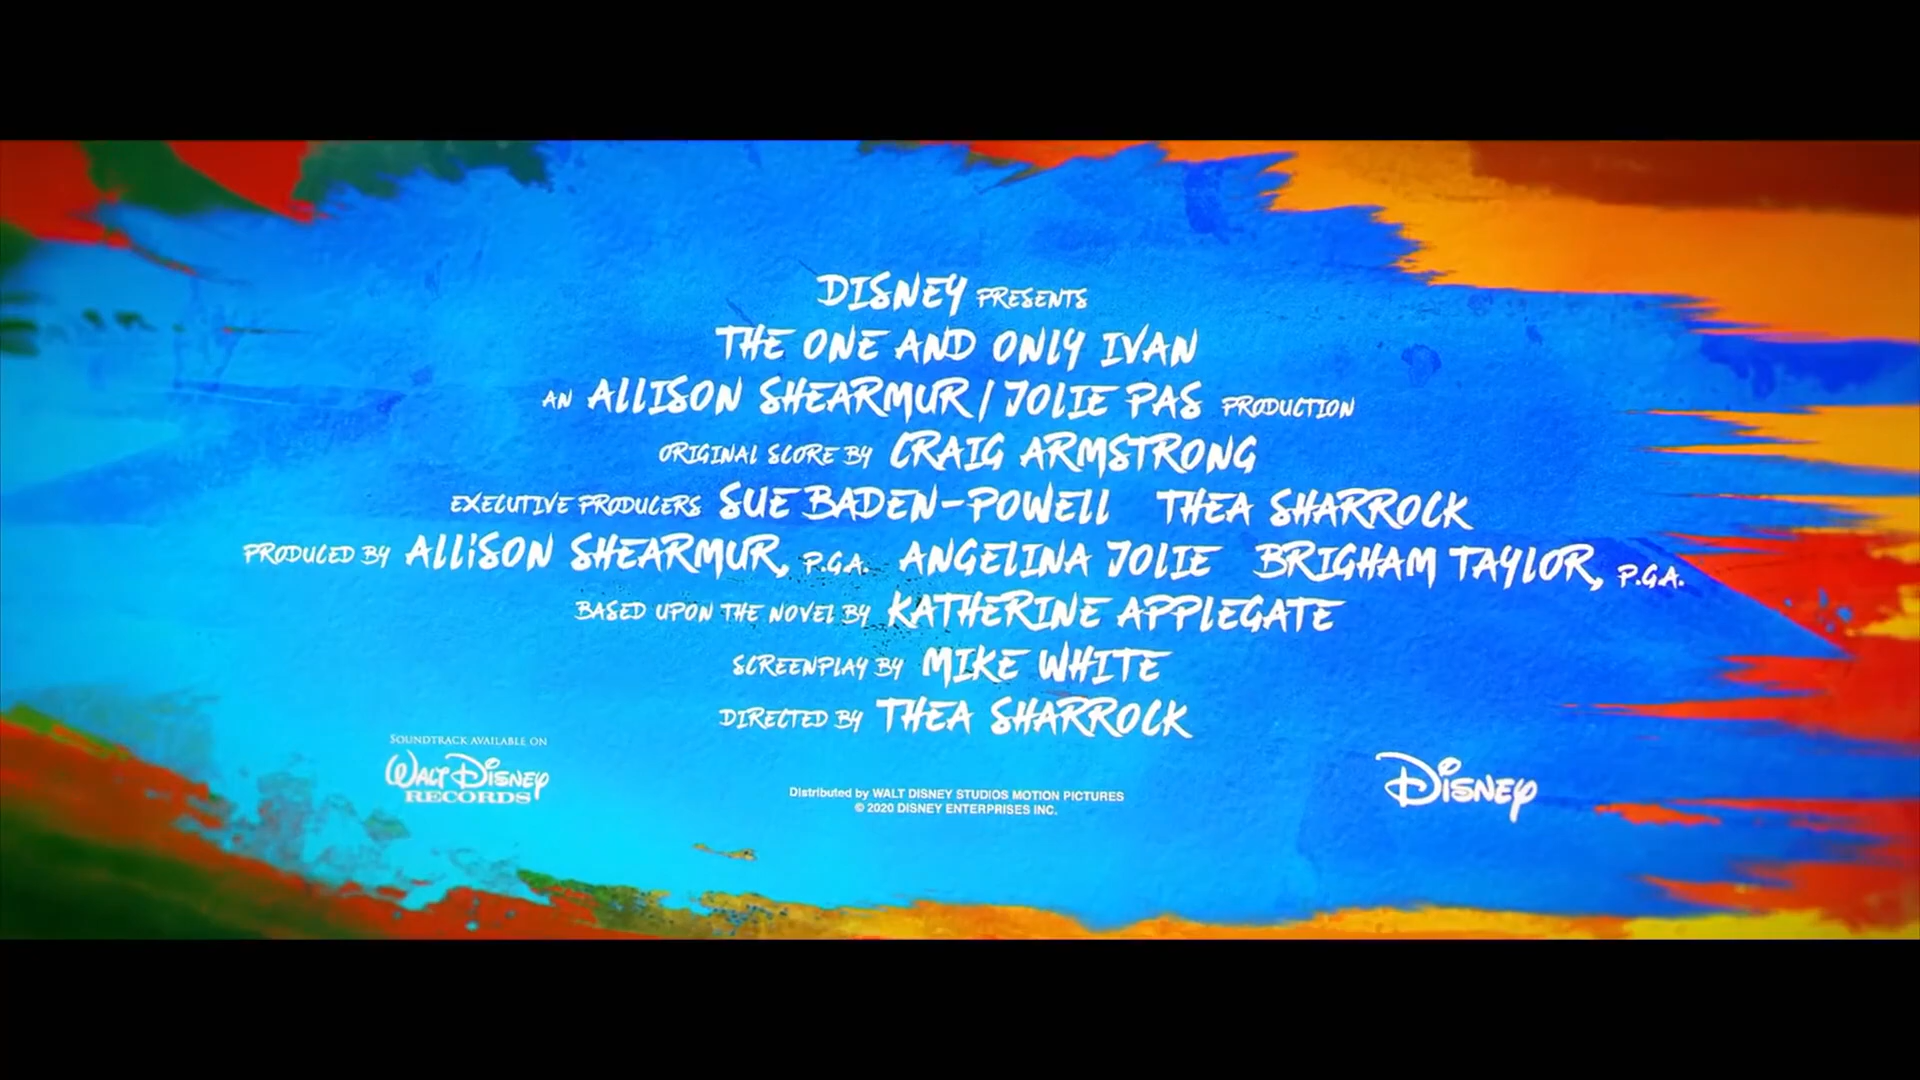 DISNEY PRESENTS
THE ONE AND ONLY IVAN
AN ALLISON SHEARMUR / JOLIE PAS PRODUCTION
ORIGINAL SCORE BY CRAIG ARMSTRONG
EXECUTIVE PRODUCERS SUE BADEN-POWELL THEA SHARROCK
PRODUCED BY ALLiSON SHEARMUR, P.G.A. ANGELINA JOLIE BRIGHAM TAYLOR, P.G.A.
BASED UPON THE NOVEL BY KATHERINE APPLEGATE
SCREENPLAY BY MIKE WHITE
DIRECTED BY THEA SHARROCK
SOUNDTRACK AVAILABLE ON
WALT DISNEY
RECORDS
Distributed by WALT DISNEY STUDIOS MOTION PICTURES
© 2020 DISNEY ENTERPRISES INC.
DISNEY